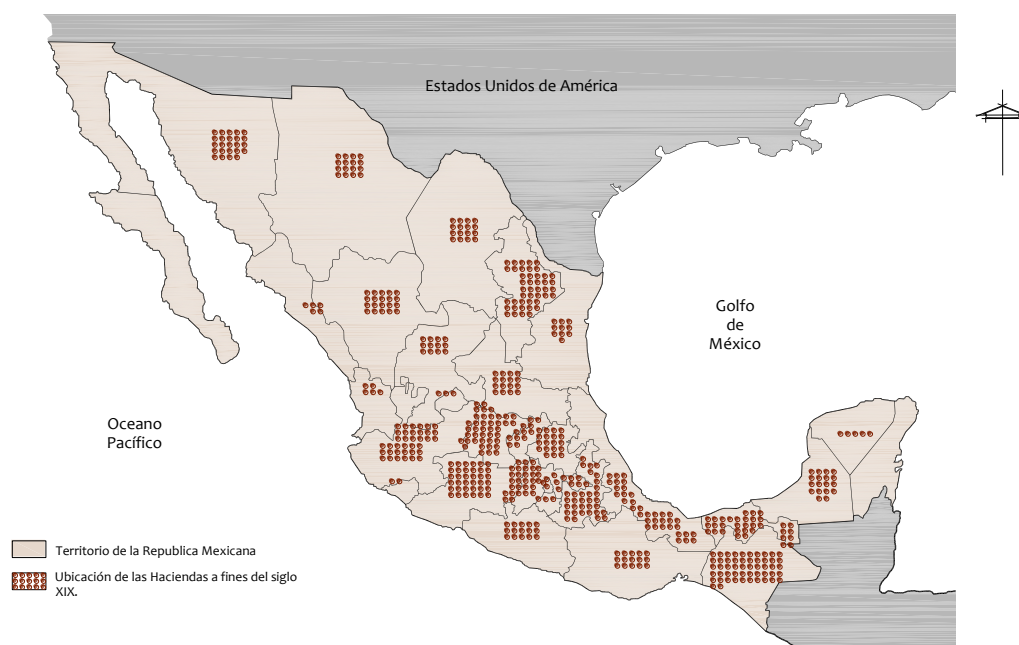 Estados Unidos de América
Golfo
de
México
Oceano
Pacífico
Territorio de la Republica Mexicana
Ubicación de las Haciendas a fines del siglo
XIX.